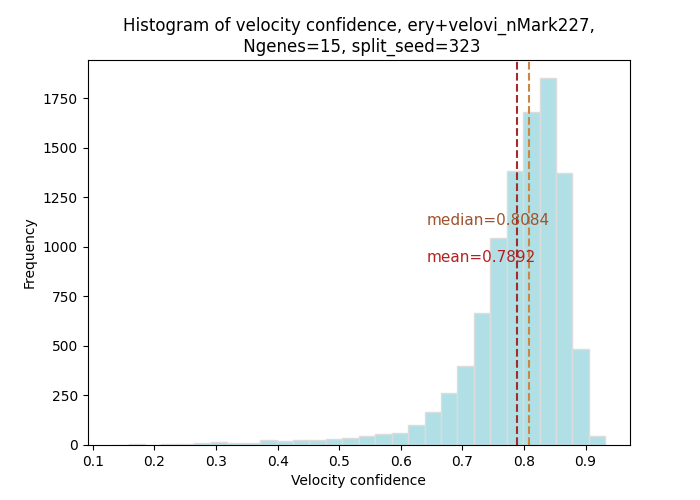 Histogram of velocity confidence, ery+velovi_nMark227,
Ngenes=15, split_seed=323
Frequency
1750
1500
1250
1000
750
500
250
0
median=0.8084
mean=0.7892
0.1 0.2 0.3 0.4 0.5 0.6 0.7 0.8 0.9
Velocity confidence